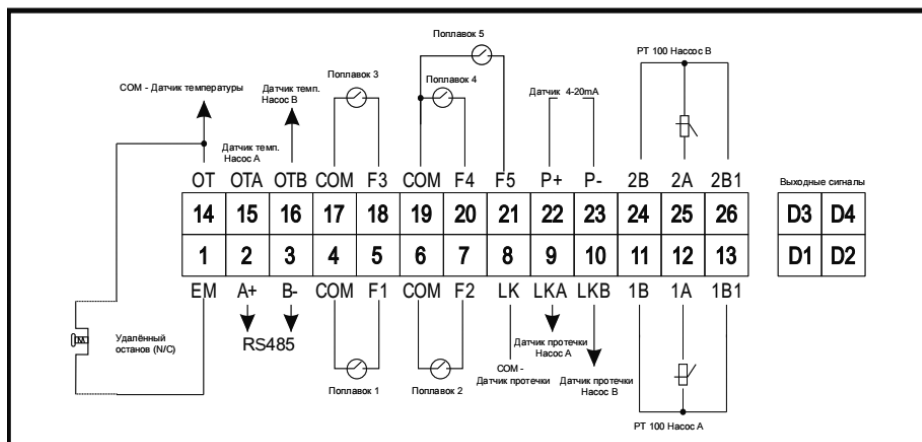 Поплавок 5
Поплавок 3
Поплавок 4
PT 100 Нассос B
COM - Датчик температуры
Датчик темп.
Насос B
Датчик 4-20mA
Датчик темп.
Насос A
OT OTA OTB COM F3 COM F4 F5 P+ P- 2B 2A 2B1
Выходные сигналы
14 15 16 17 18 19 20 21 22 23 24 25 26
D3 D4
1 2 3 4 5 6 7 8 9 10 11 12 13
D1 D2
EM A+ B- COM F1 COM F2 LK LKA LKB 1B 1A 1B1
RS485
Удалённый
останов (N/C)
Датчик протечки
Насос A
COM -
Датчик протечки
Датчик протечки
Насос B
Поплавок 1
Поплавок 2
PT 100 Насос A